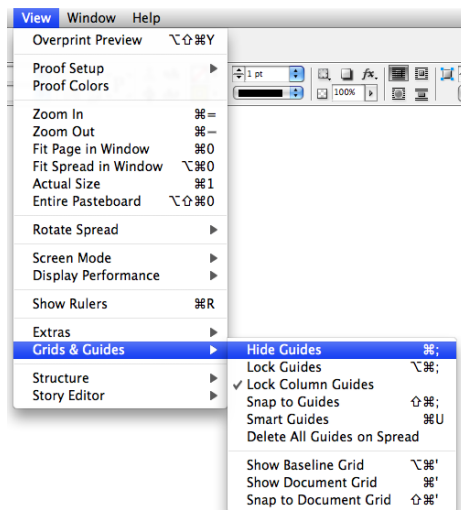 View Window Help
Overprint Preview ⌥⇧⌘Y
1 pt fx.
Proof Setup ▶
Proof Colors
100%
Zoom In ⌘=
Zoom Out ⌘−
Fit Page in Window ⌘0
Fit Spread in Window ⌥⌘0
Actual Size ⌘1
Entire Pasteboard ⌥⇧⌘0
Rotate Spread ▶
Screen Mode ▶
Display Performance ▶
Show Rulers ⌘R
Extras ▶
Grids & Guides ▶
Structure ▶
Story Editor ▶
Hide Guides ⌘;
Lock Guides ⌥⌘;
✓ Lock Column Guides
Snap to Guides ⇧⌘;
Smart Guides ⌘U
Delete All Guides on Spread
Show Baseline Grid ⌥⌘'
Show Document Grid ⌘'
Snap to Document Grid ⇧⌘'